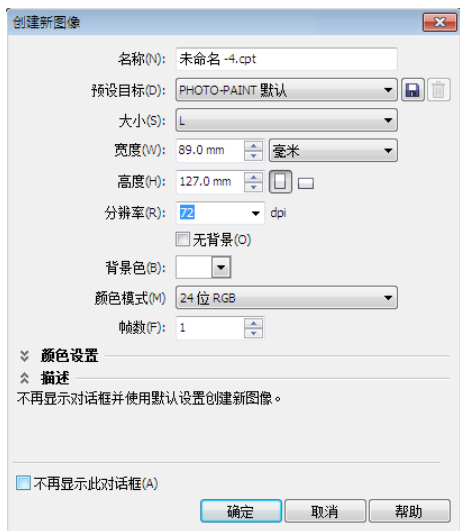 创建新图像
名称(N): 未命名 -4.cpt
预设目标(D): PHOTO-PAINT 默认
大小(S): L
宽度(W): 89.0 mm 毫米
高度(H): 127.0 mm
分辨率(R): 72 dpi
无背景(O)
背景色(B):
颜色模式(M) 24 位 RGB
帧数(F): 1
颜色设置
描述
不再显示对话框并使用默认设置创建新图像。
不再显示此对话框(A)
确定 取消 帮助